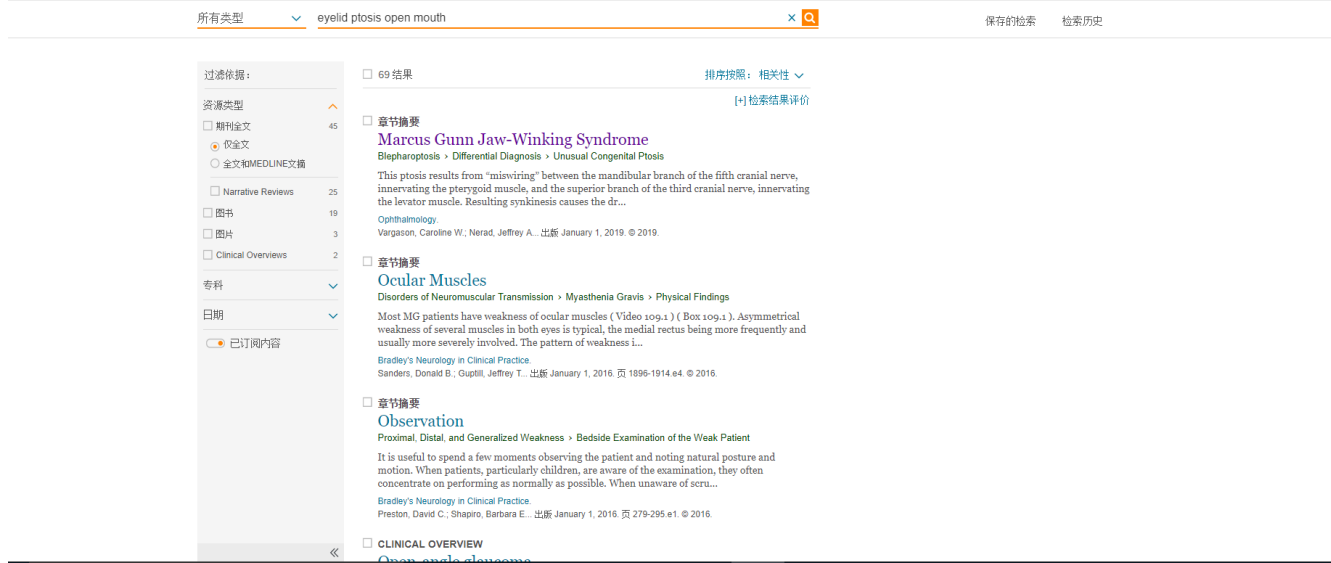 所有类型
eyelid ptosis open mouth
保存的检索
检索历史
过滤依据：
资源类型
期刊全文 45
仅全文
全文和MEDLINE文摘
Narrative Reviews 25
图书 19
图片 3
Clinical Overviews 2
专科
日期
已订阅内容
69 结果
排序按照： 相关性
[+] 检索结果评价
章节摘要
Marcus Gunn Jaw-Winking Syndrome
Blepharoptosis › Differential Diagnosis › Unusual Congenital Ptosis
This ptosis results from “miswiring” between the mandibular branch of the fifth cranial nerve,
innervating the pterygoid muscle, and the superior branch of the third cranial nerve, innervating
the levator muscle. Resulting synkinesis causes the dr...
Ophthalmology.
Vargason, Caroline W.; Nerad, Jeffrey A... 出版 January 1, 2019. © 2019.
章节摘要
Ocular Muscles
Disorders of Neuromuscular Transmission › Myasthenia Gravis › Physical Findings
Most MG patients have weakness of ocular muscles ( Video 109.1 ) ( Box 109.1 ). Asymmetrical
weakness of several muscles in both eyes is typical, the medial rectus being more frequently and
usually more severely involved. The pattern of weakness i...
Bradley's Neurology in Clinical Practice.
Sanders, Donald B.; Guptill, Jeffrey T... 出版 January 1, 2016. 页 1896-1914.e4. © 2016.
章节摘要
Observation
Proximal, Distal, and Generalized Weakness › Bedside Examination of the Weak Patient
It is useful to spend a few moments observing the patient and noting natural posture and
motion. When patients, particularly children, are aware of the examination, they often
concentrate on performing as normally as possible. When unaware of scru...
Bradley's Neurology in Clinical Practice.
Preston, David C.; Shapiro, Barbara E... 出版 January 1, 2016. 页 279-295.e1. © 2016.
CLINICAL OVERVIEW
Open-angle glaucoma